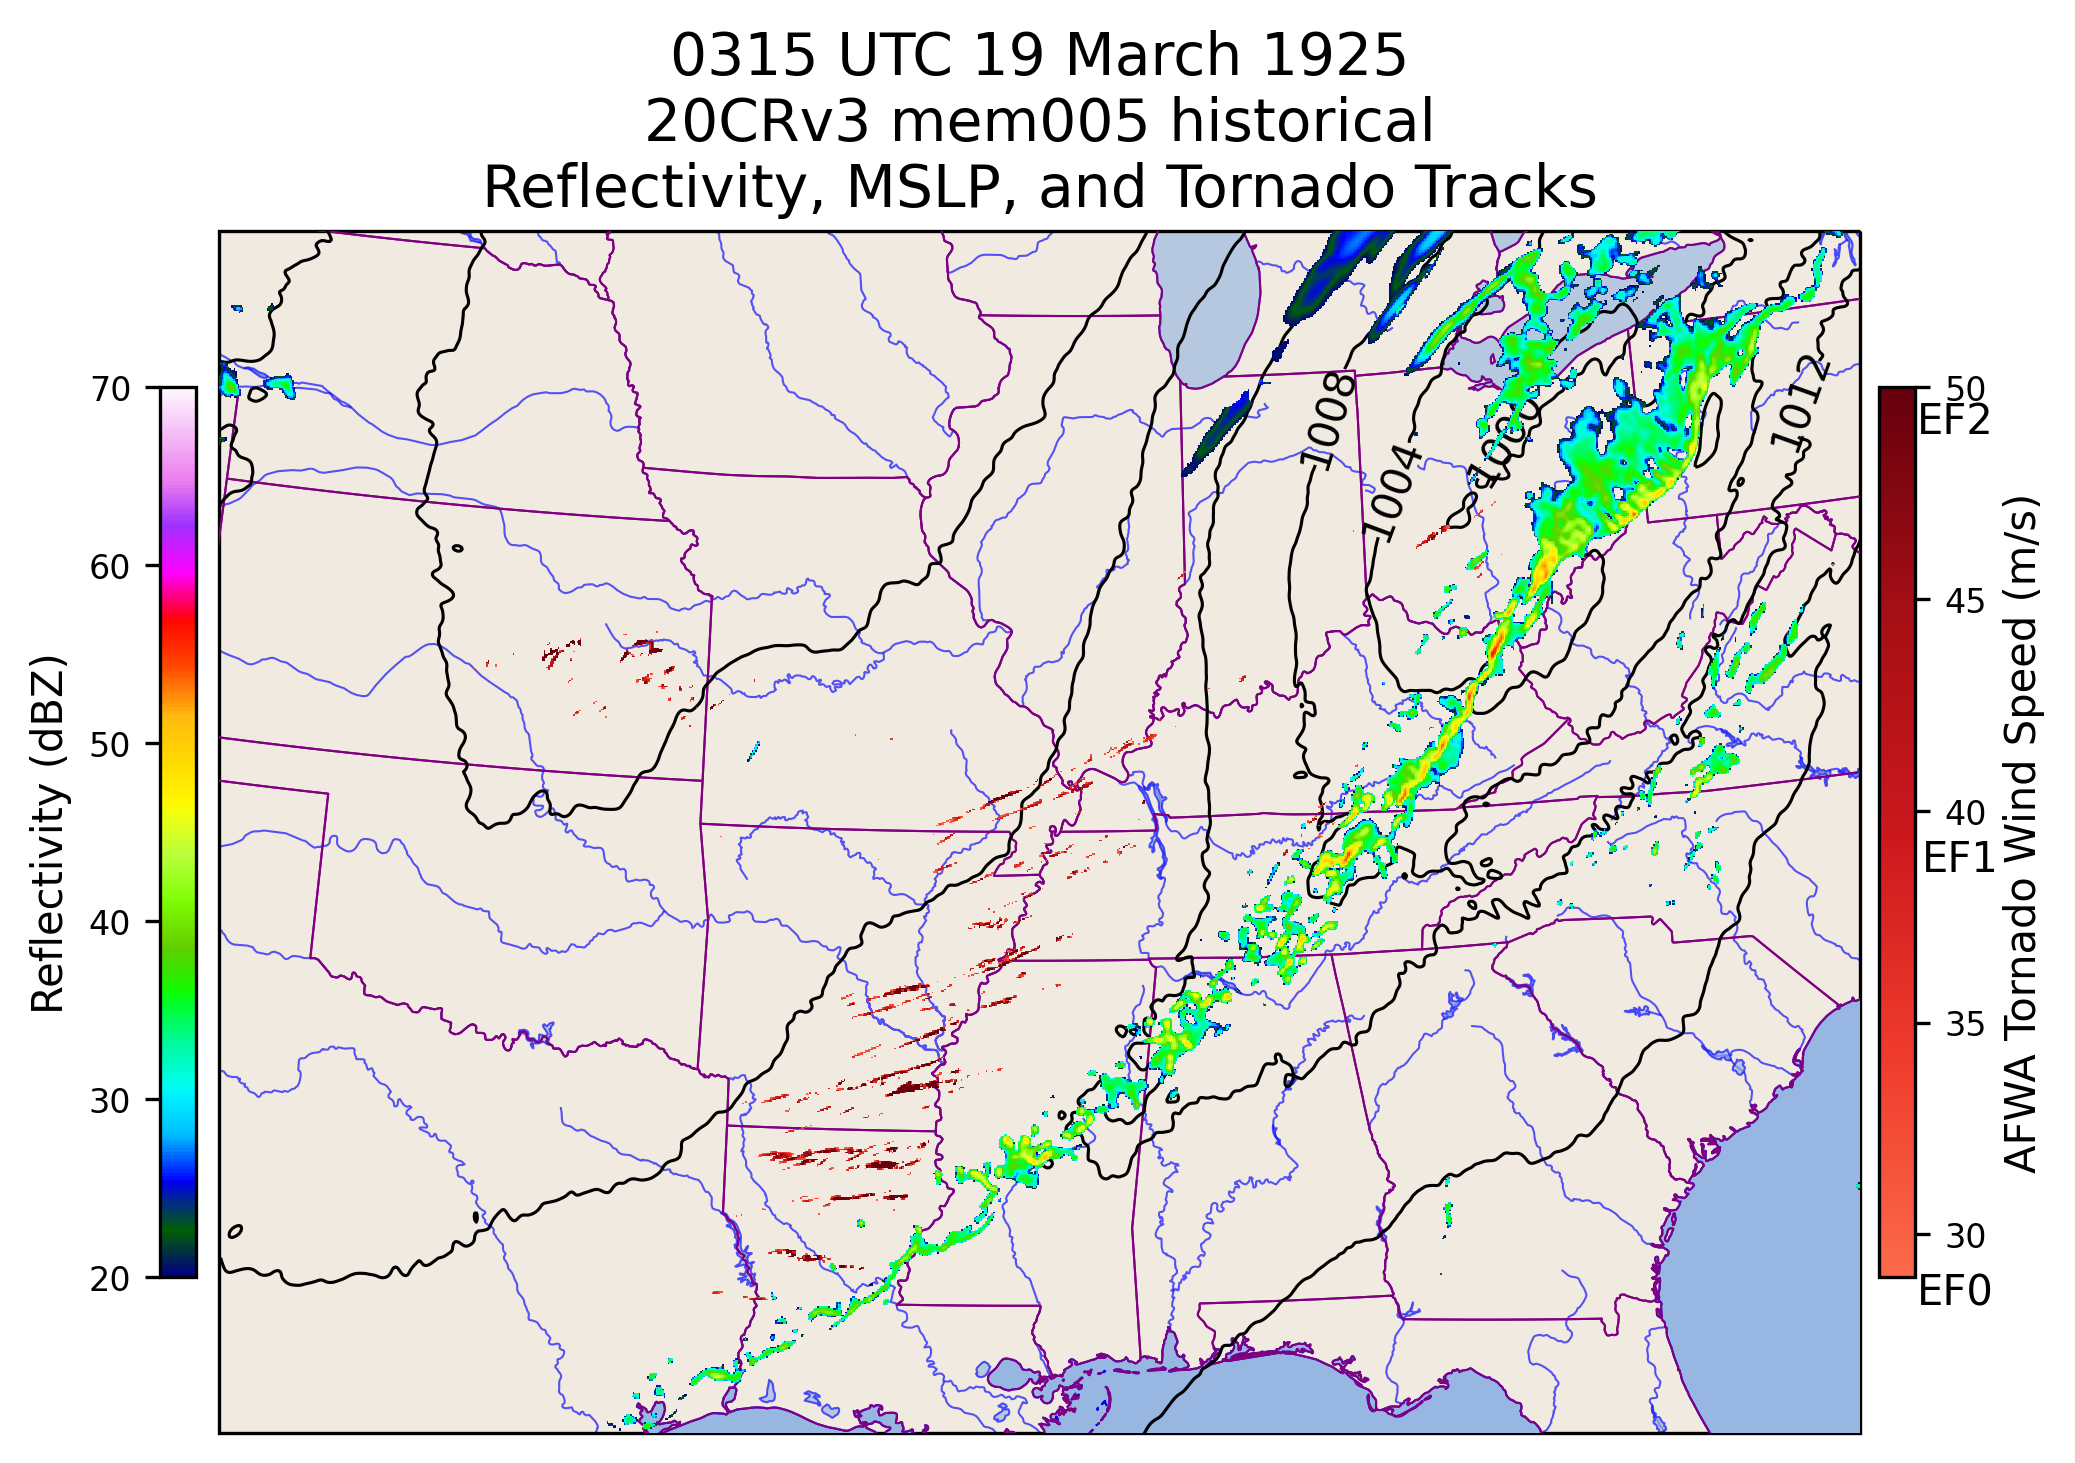 0315 UTC 19 March 1925
20CRv3 mem005 historical
Reflectivity, MSLP, and Tornado Tracks
Reflectivity (dBZ)
70
60
50
40
30
20
1008
1004
1000
1012
50
EF2
45
40
EF1
35
30
EF0
AFWA Tornado Wind Speed (m/s)